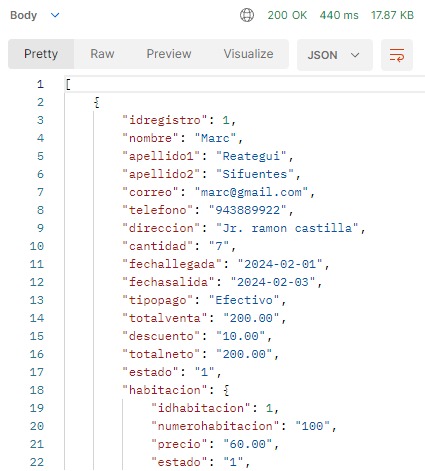 Body 200 OK 440 ms 17.87 KB
Pretty Raw Preview Visualize JSON
1 [
2 {
3 "idregistro": 1,
4 "nombre": "Marc",
5 "apellido1": "Reategui",
6 "apellido2": "Sifuentes",
7 "correo": "marc@gmail.com",
8 "telefono": "943889922",
9 "direccion": "Jr. ramon castilla",
10 "cantidad": "7",
11 "fechallegada": "2024-02-01",
12 "fechasalida": "2024-02-03",
13 "tipopago": "Efectivo",
14 "totalventa": "200.00",
15 "descuento": "10.00",
16 "totalneto": "200.00",
17 "estado": "1",
18 "habitacion": {
19 "idhabitacion": 1,
20 "numerohabitacion": "100",
21 "precio": "60.00",
22 "estado": "1",